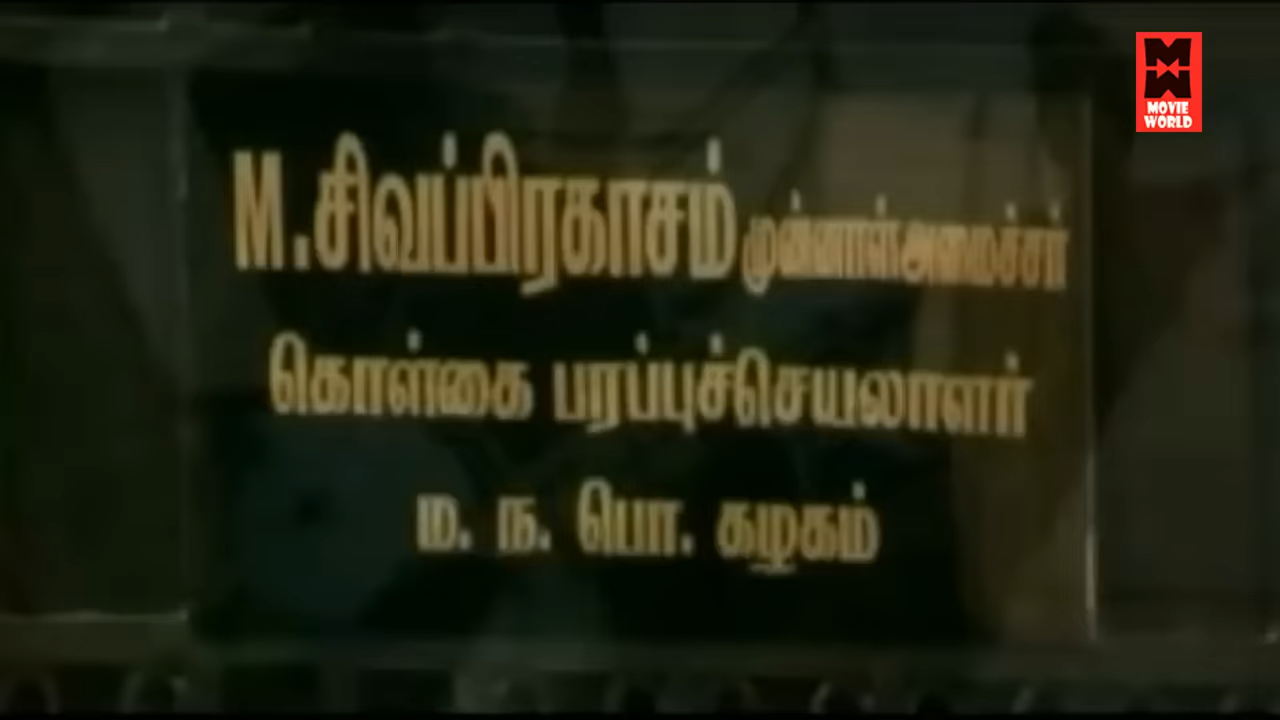 MOVIE
WORLD
M.சிவப்பிரகாசம் முன்னாள் அமைச்சர்
கொள்கை பரப்புச்செயலாளர்
ம. ந. பொ. கழகம்